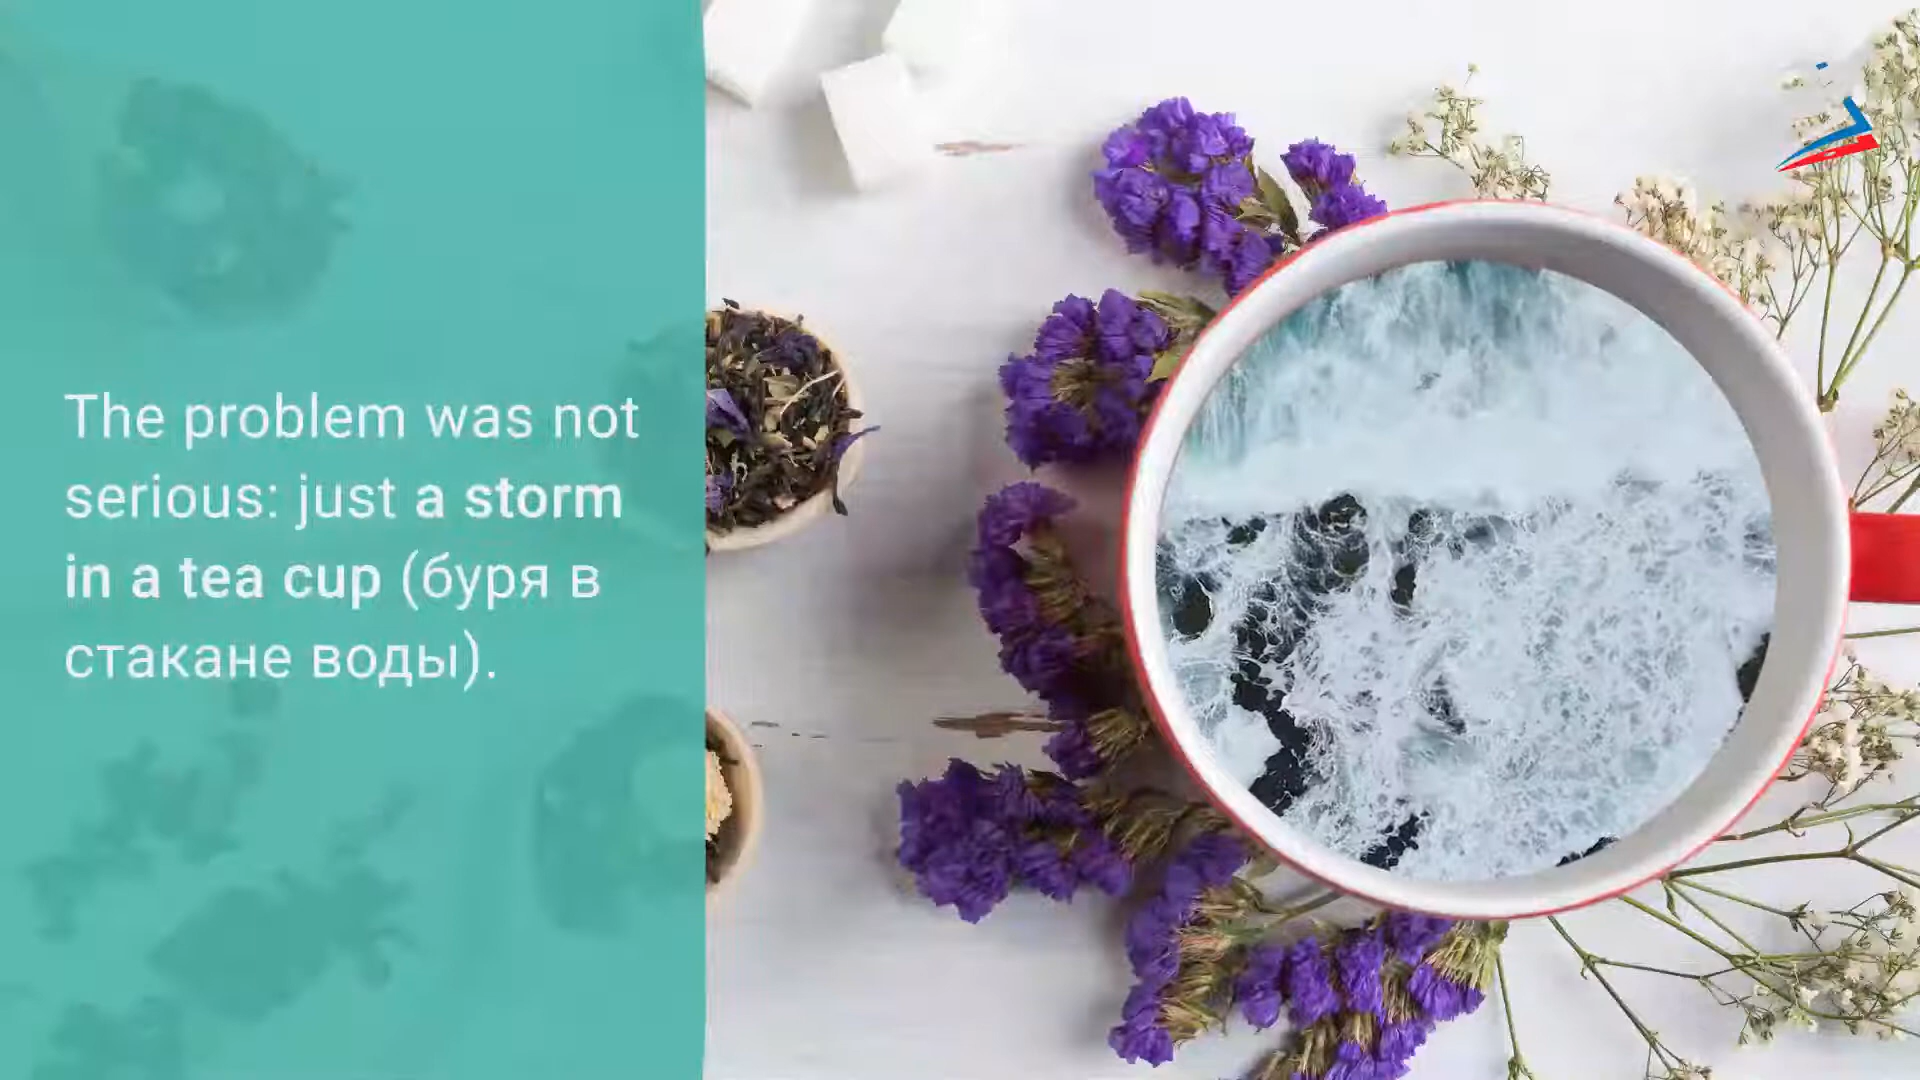 The problem was not
serious: just a storm
in a tea cup (буря в
стакане воды).